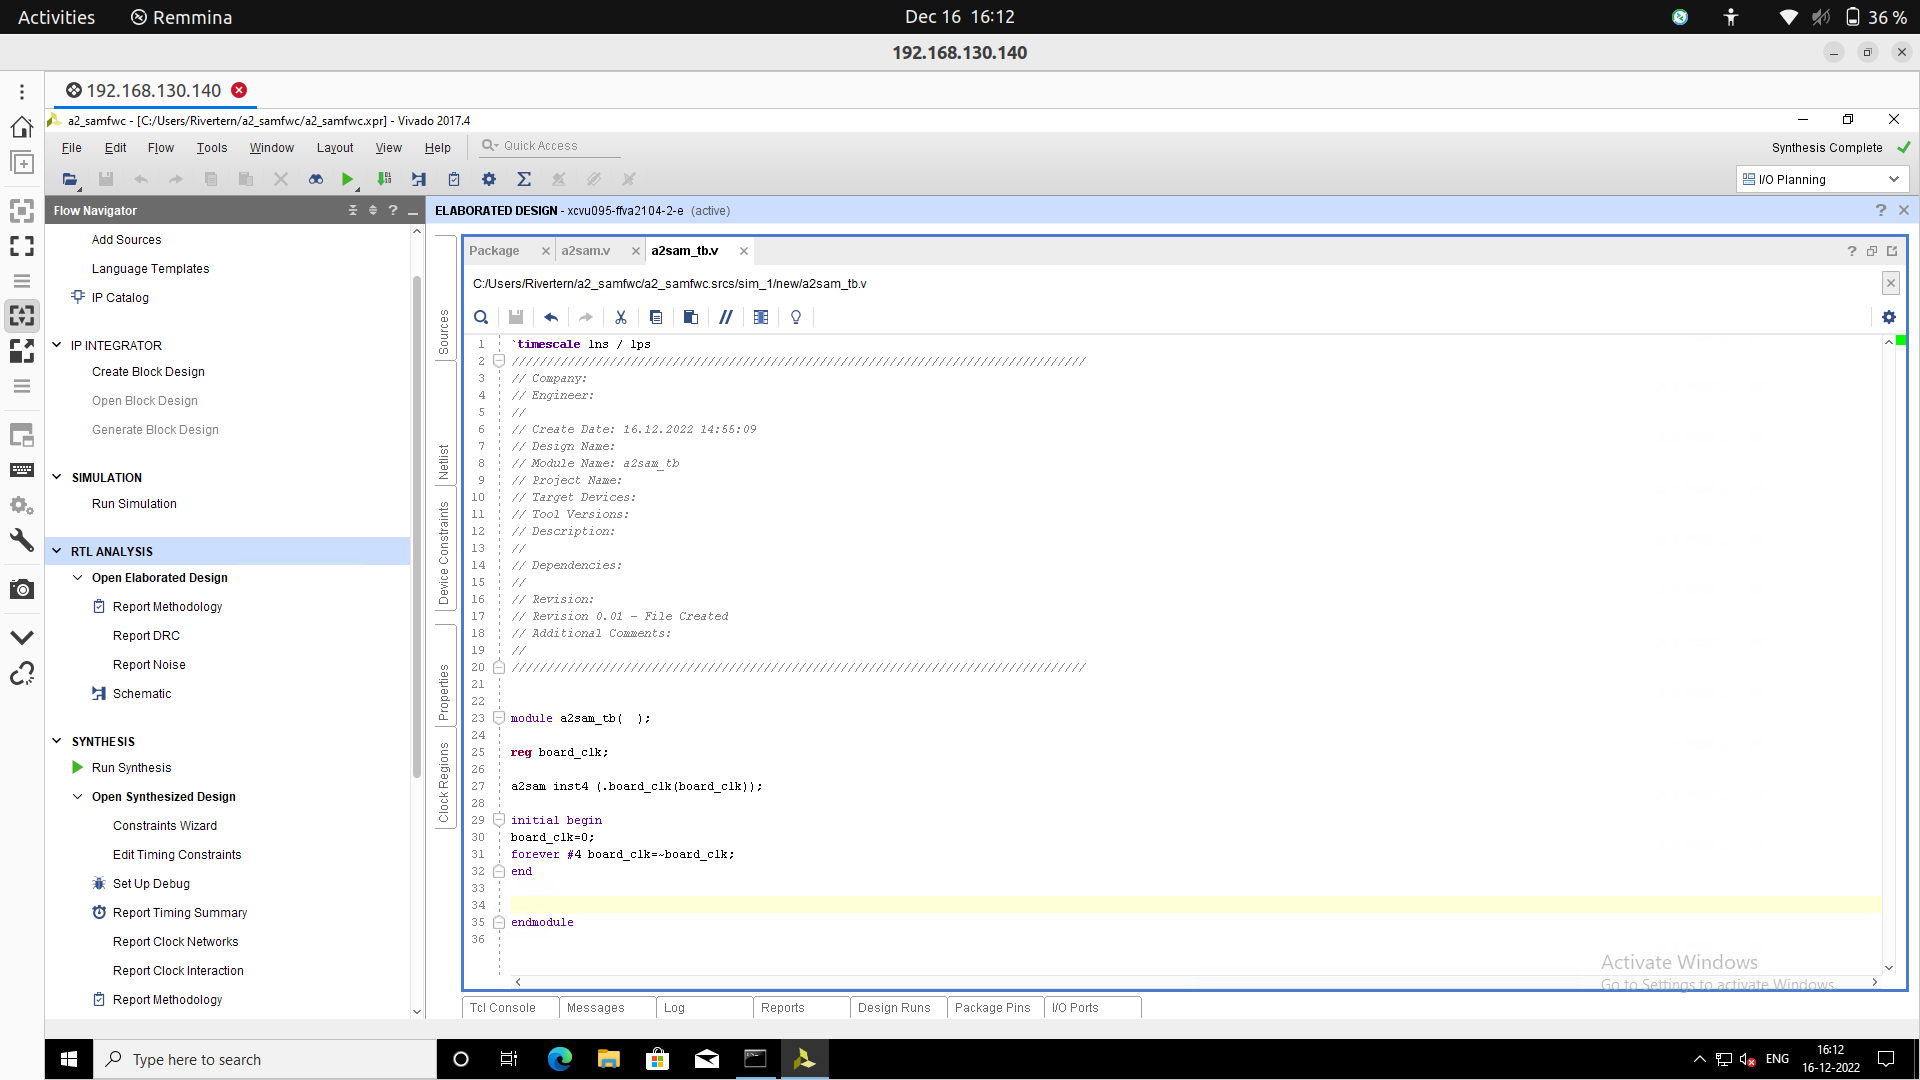 Activities
Remmina
Dec 16 16:12
36 %
192.168.130.140
192.168.130.140
a2_samfwc - [C:/Users/Rivertern/a2_samfwc/a2_samfwc.xpr] - Vivado 2017.4
File Edit Flow Tools Window Layout View Help
Quick Access
Synthesis Complete
I/O Planning
Flow Navigator
?
Add Sources
Language Templates
IP Catalog
IP INTEGRATOR
Create Block Design
Open Block Design
Generate Block Design
SIMULATION
Run Simulation
RTL ANALYSIS
Open Elaborated Design
Report Methodology
Report DRC
Report Noise
Schematic
SYNTHESIS
Run Synthesis
Open Synthesized Design
Constraints Wizard
Edit Timing Constraints
Set Up Debug
Report Timing Summary
Report Clock Networks
Report Clock Interaction
Report Methodology
ELABORATED DESIGN - xcvu095-ffva2104-2-e (active)
?
Sources
Netlist
Device Constraints
Properties
Clock Regions
Package
a2sam.v
a2sam_tb.v
?
C:/Users/Rivertern/a2_samfwc/a2_samfwc.srcs/sim_1/new/a2sam_tb.v
1 `timescale 1ns / 1ps
2 //////////////////////////////////////////////////////////////////////////////////
3 // Company:
4 // Engineer:
5 //
6 // Create Date: 16.12.2022 14:55:09
7 // Design Name:
8 // Module Name: a2sam_tb
9 // Project Name:
10 // Target Devices:
11 // Tool Versions:
12 // Description:
13 //
14 // Dependencies:
15 //
16 // Revision:
17 // Revision 0.01 - File Created
18 // Additional Comments:
19 //
20 //////////////////////////////////////////////////////////////////////////////////
21
22
23 module a2sam_tb(  );
24
25 reg board_clk;
26
27 a2sam inst4 (.board_clk(board_clk));
28
29 initial begin
30 board_clk=0;
31 forever #4 board_clk=~board_clk;
32 end
33
34
35 endmodule
36
Activate Windows
Go to Settings to activate Windows.
Tcl Console
Messages
Log
Reports
Design Runs
Package Pins
I/O Ports
Type here to search
ENG
16:12
16-12-2022